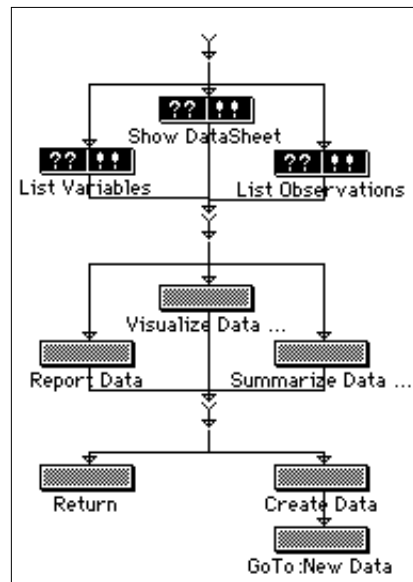 ?? !!
Show DataSheet
?? !!
?? !!
List Variables
List Observations
Visualize Data ...
Report Data
Summarize Data ...
Return
Create Data
GoTo:New Data